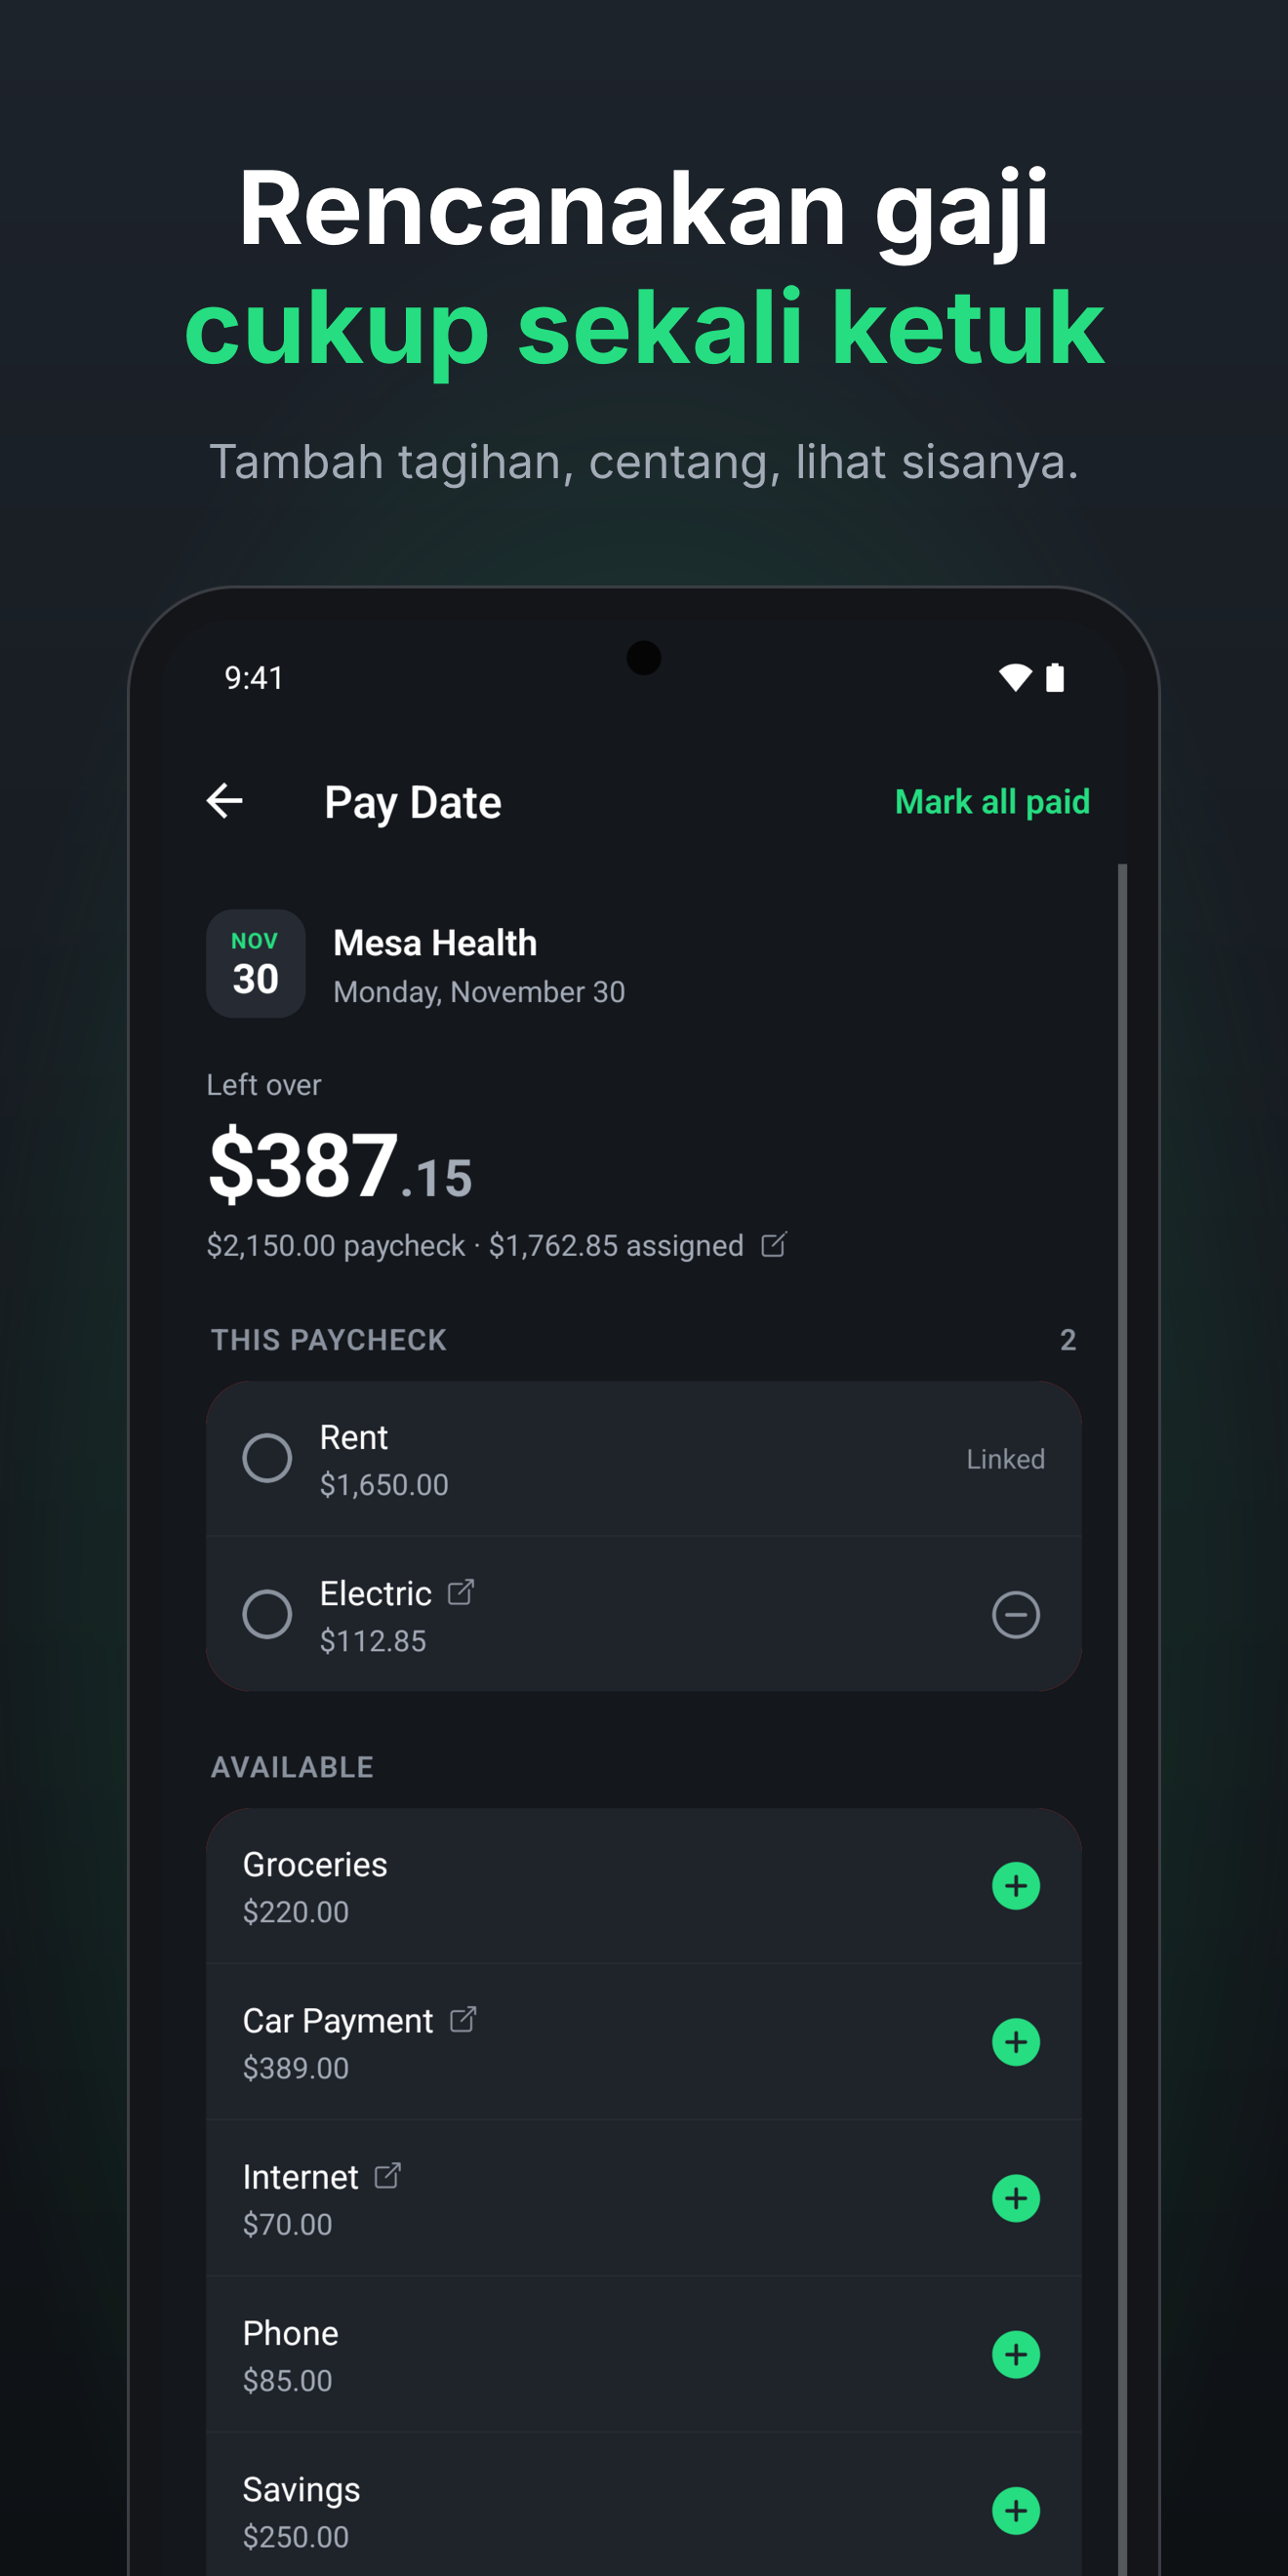 Rencanakan gaji
cukup sekali ketuk
Tambah tagihan, centang, lihat sisanya.
9:41
Pay Date
Mark all paid
NOV
30
Mesa Health
Monday, November 30
Left over
$387.15
$2,150.00 paycheck · $1,762.85 assigned
THIS PAYCHECK
2
Rent
$1,650.00
Linked
Electric
$112.85
AVAILABLE
Groceries
$220.00
Car Payment
$389.00
Internet
$70.00
Phone
$85.00
Savings
$250.00